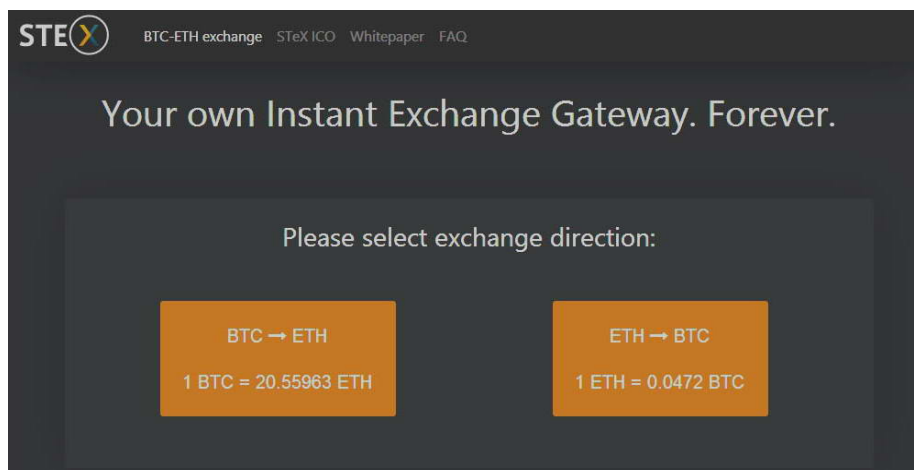 STEX BTC-ETH exchange STeX ICO Whitepaper FAQ
Your own Instant Exchange Gateway. Forever.
Please select exchange direction:
BTC → ETH
1 BTC = 20.55963 ETH
ETH → BTC
1 ETH = 0.0472 BTC